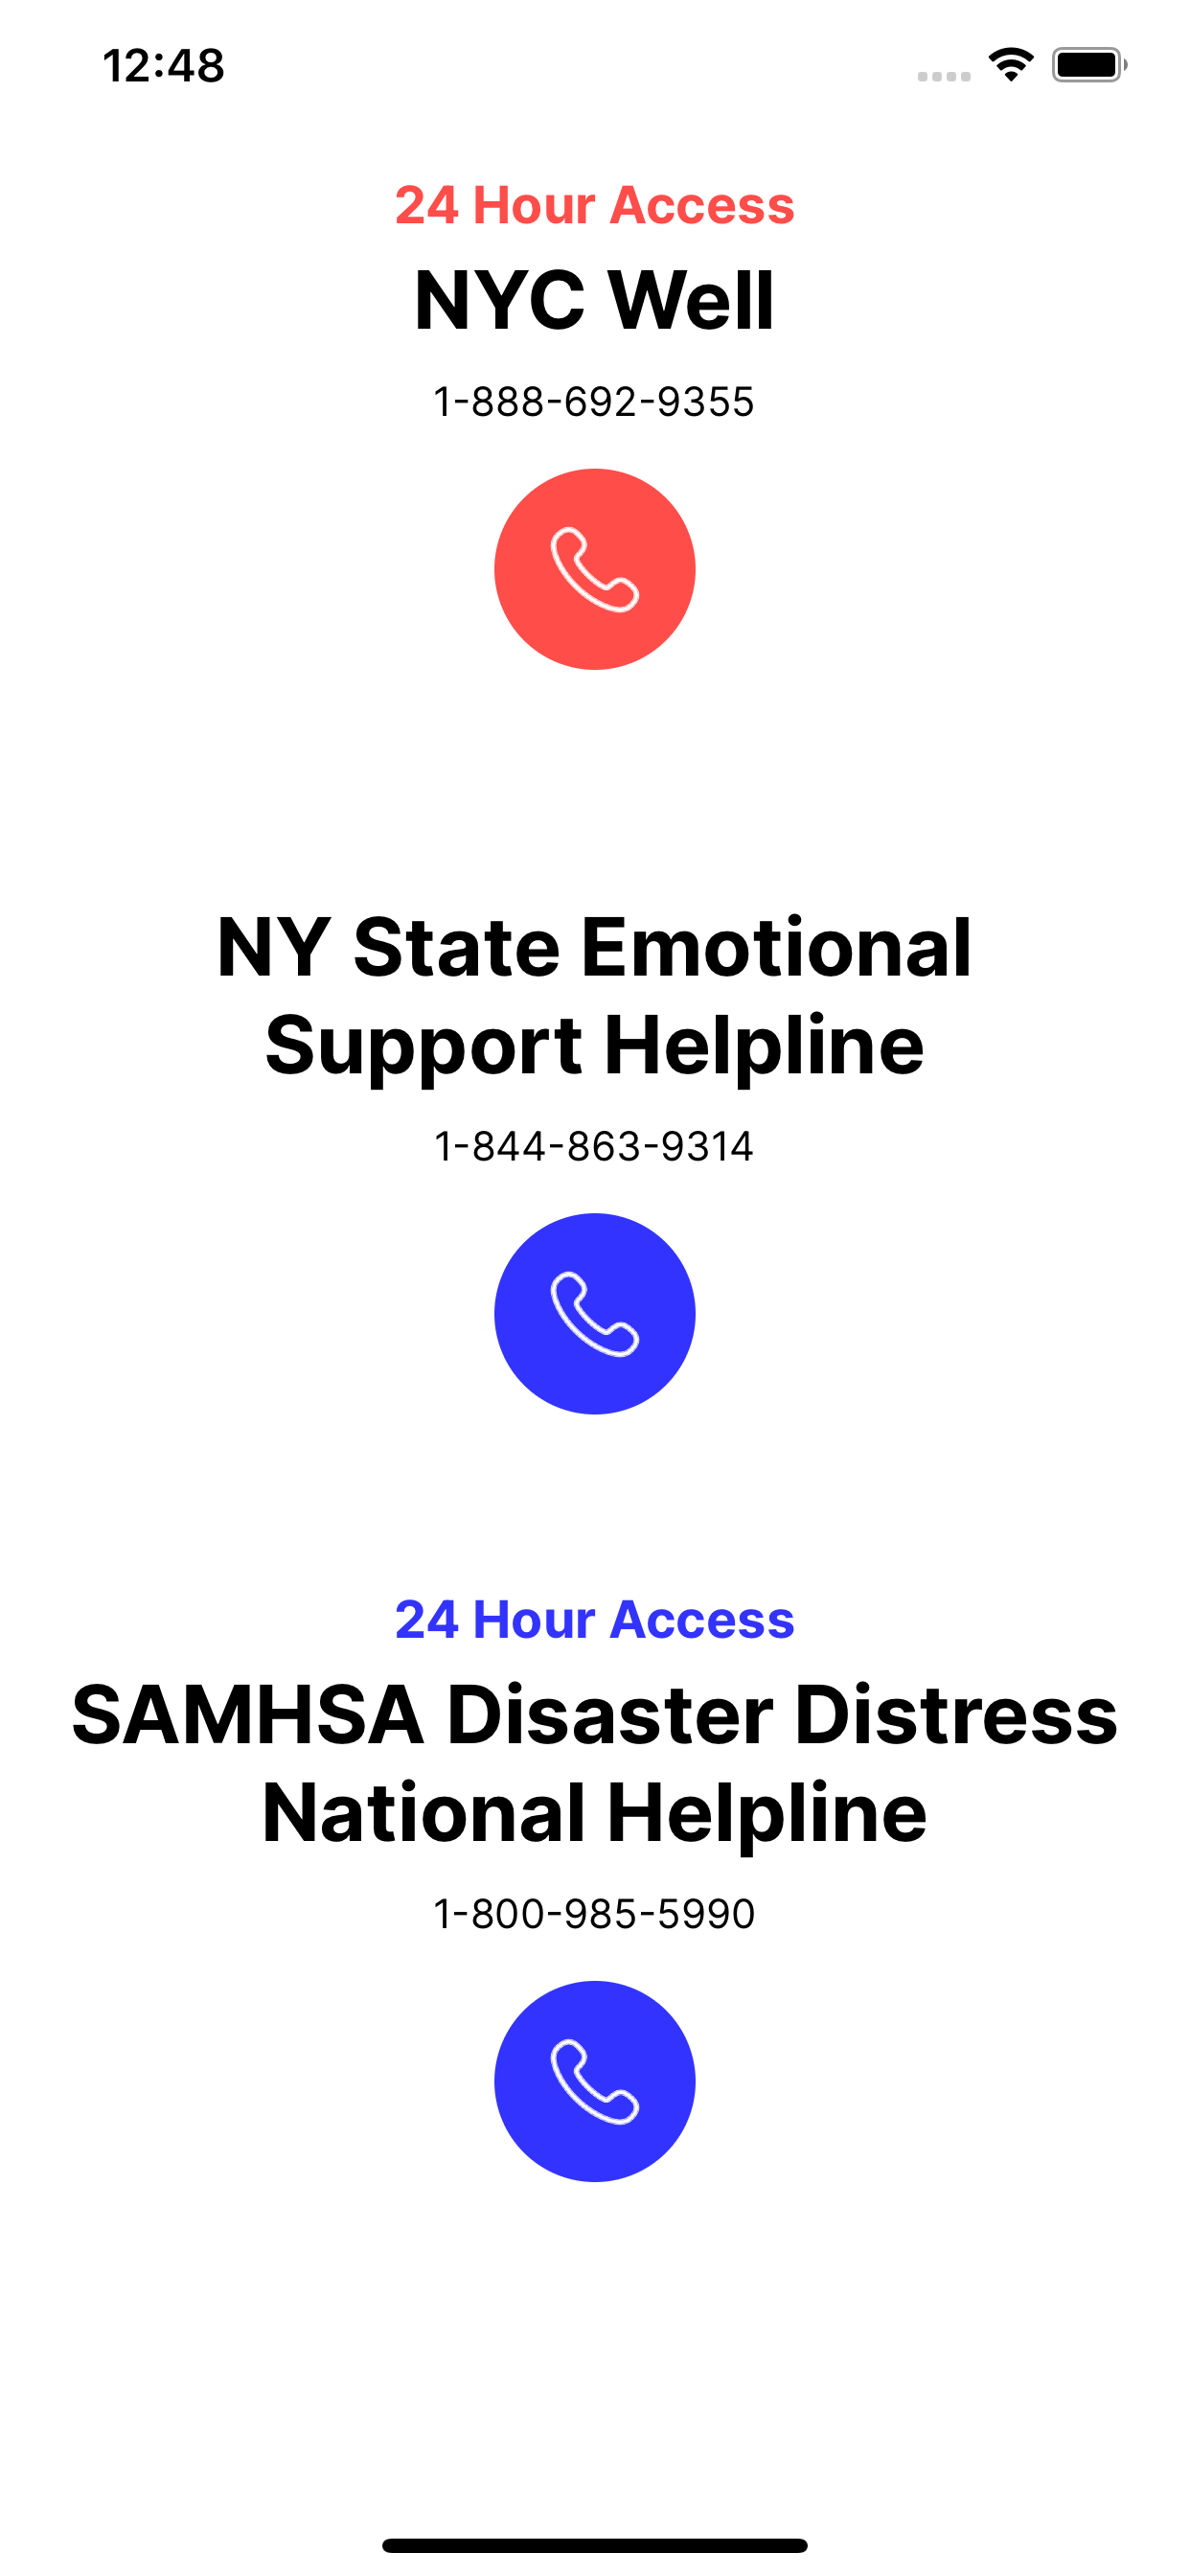 12:48
24 Hour Access
NYC Well
1-888-692-9355
NY State Emotional
Support Helpline
1-844-863-9314
24 Hour Access
SAMHSA Disaster Distress
National Helpline
1-800-985-5990